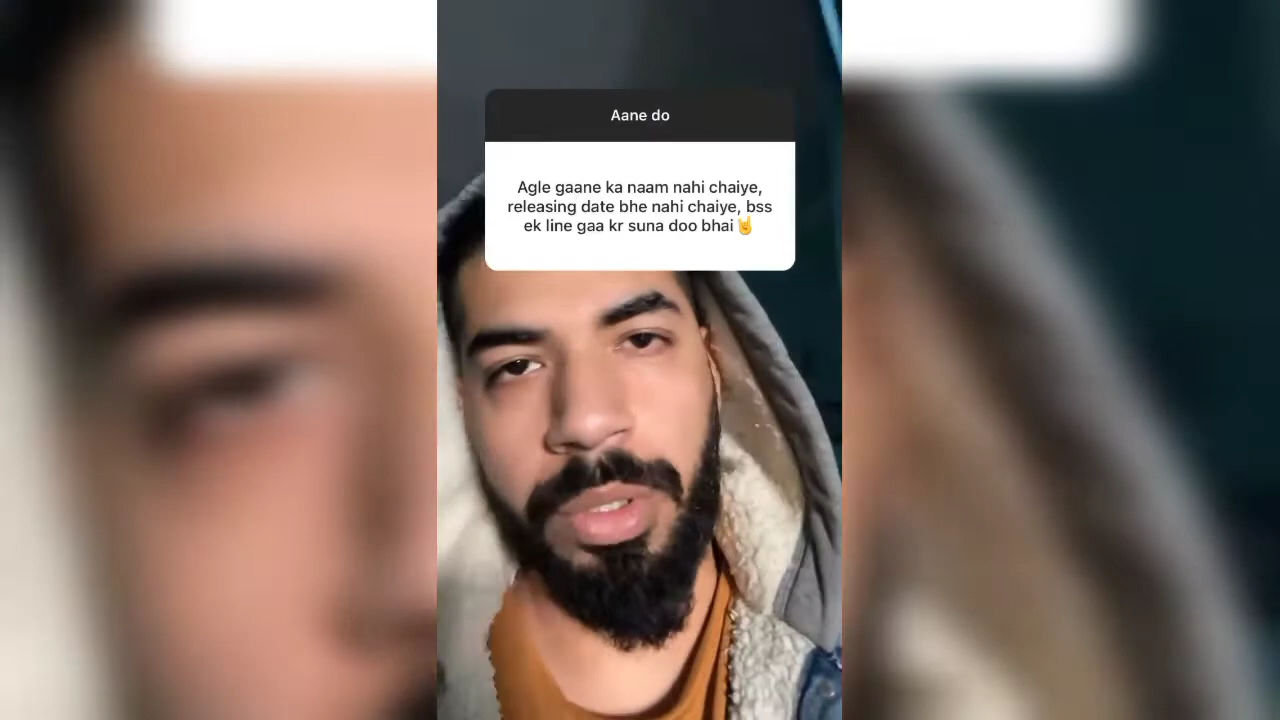 Aane do
Agle gaane ka naam nahi chaiye,
releasing date bhe nahi chaiye, bss
ek line gaa kr suna doo bhai🤘